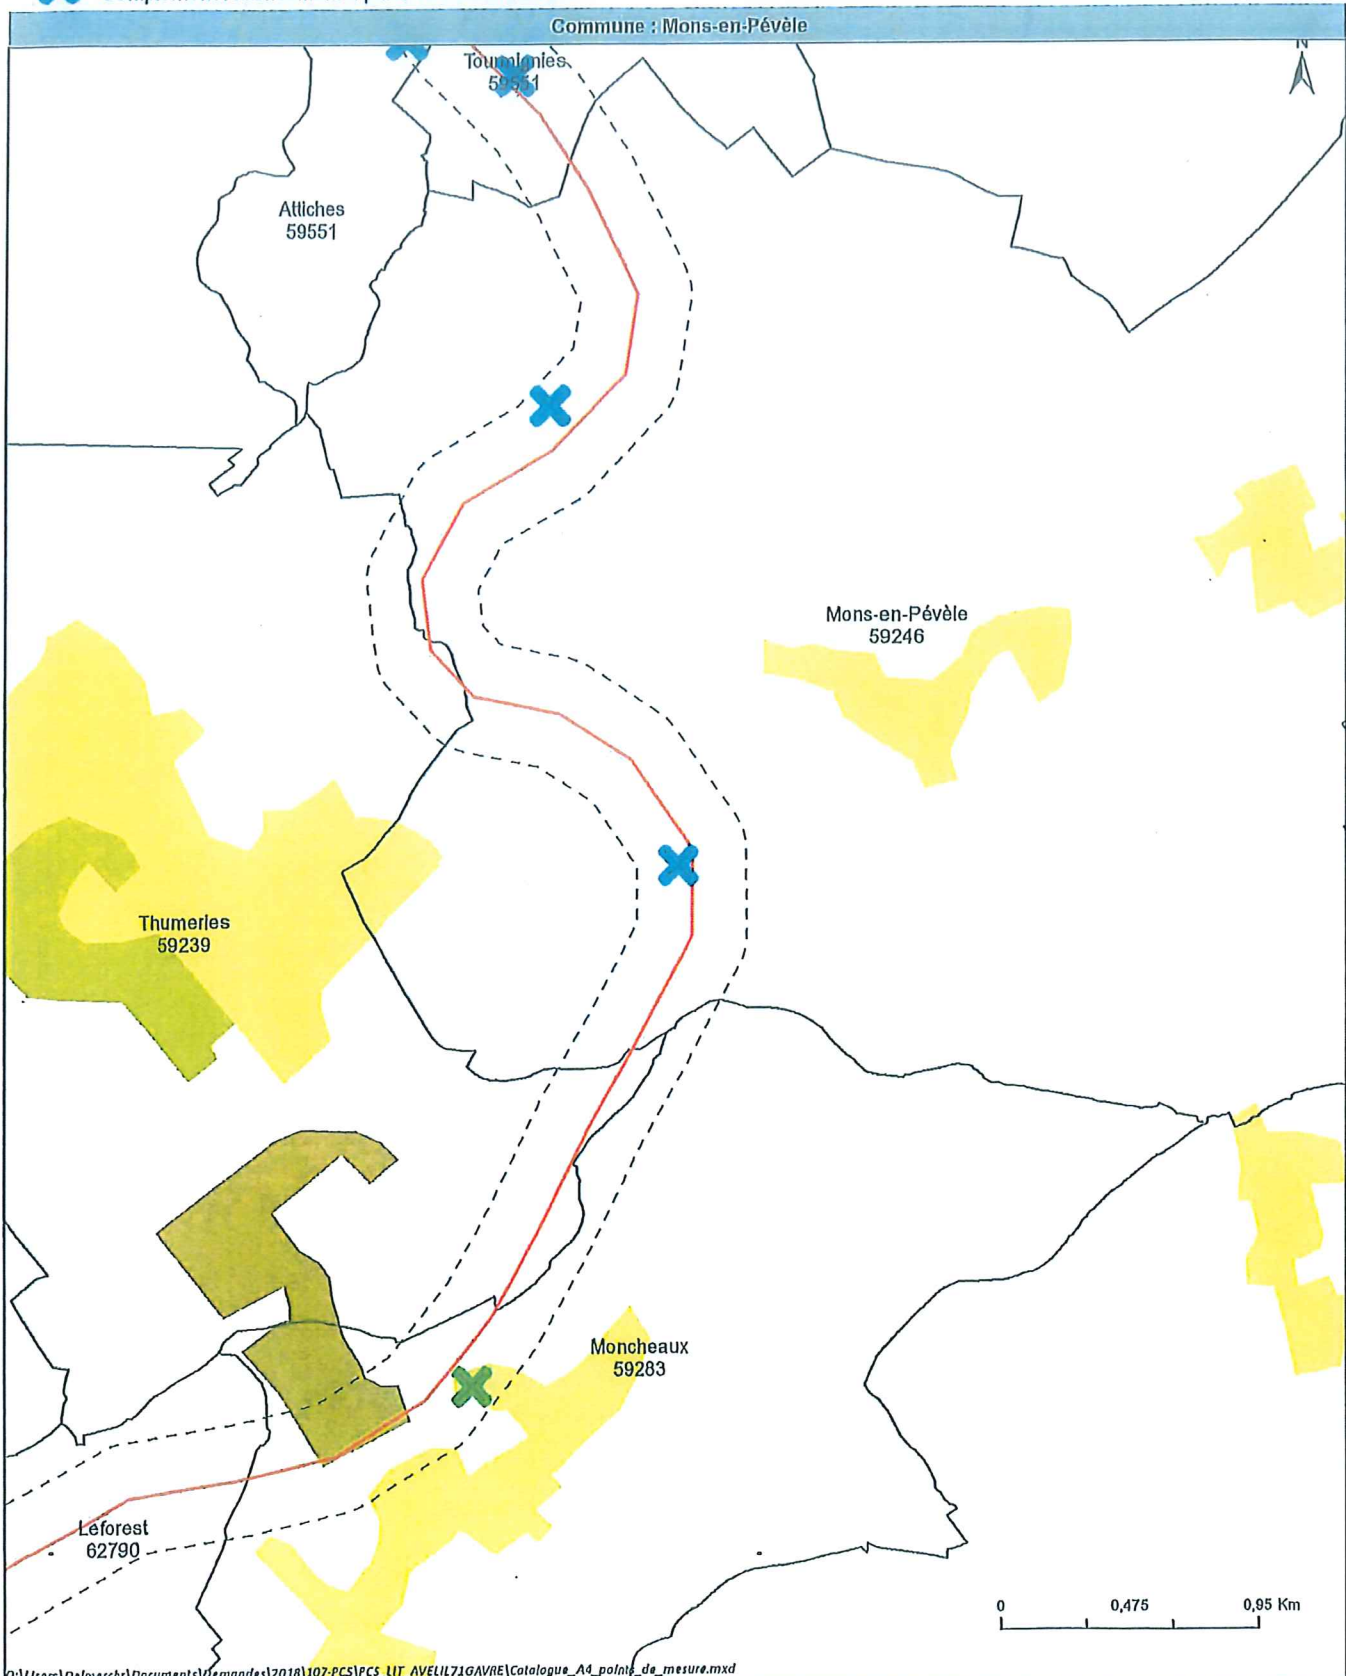 Commune : Mons-en-Pévèle
N
Tourmignies
59551
Attiches
59551
Mons-en-Pévèle
59246
Thumeries
59239
Moncheaux
59283
Leforest
62790
0
0,475
0,95 Km